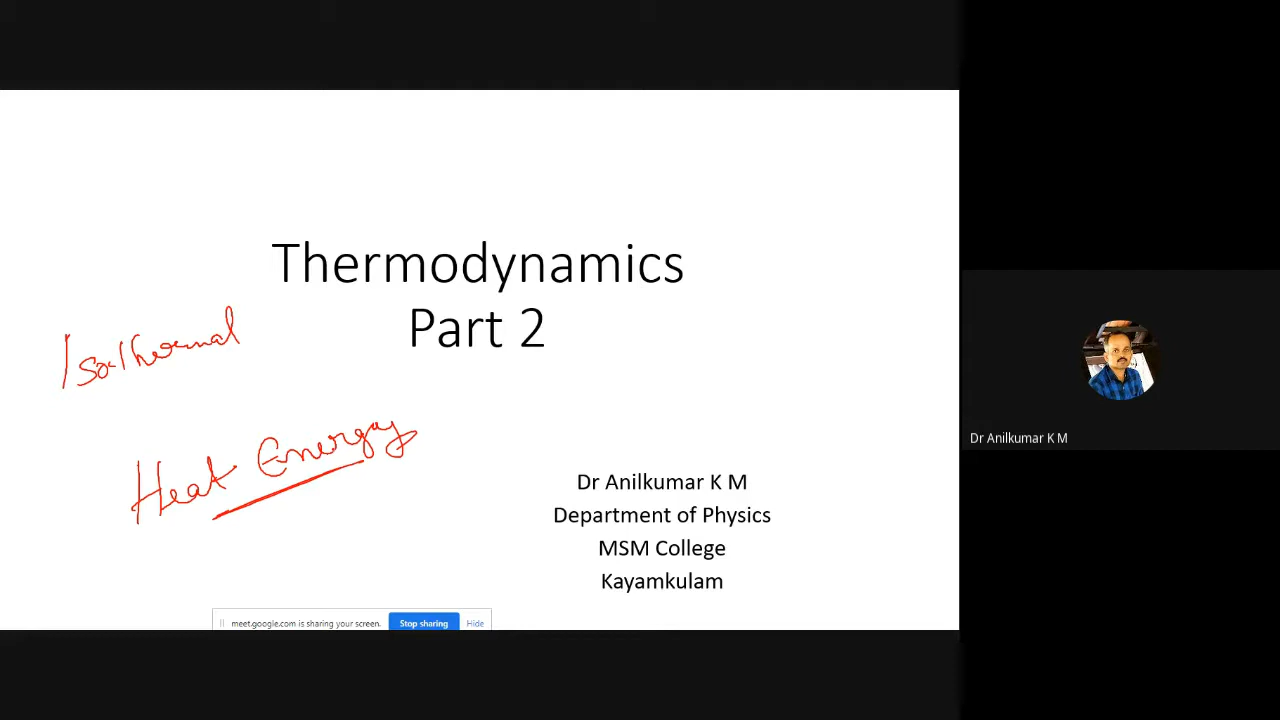 Thermodynamics
Part 2
Isothermal
Heat Energy
Dr Anilkumar K M
Dr Anilkumar K M
Department of Physics
MSM College
Kayamkulam
meet.google.com is sharing your screen. Stop sharing Hide